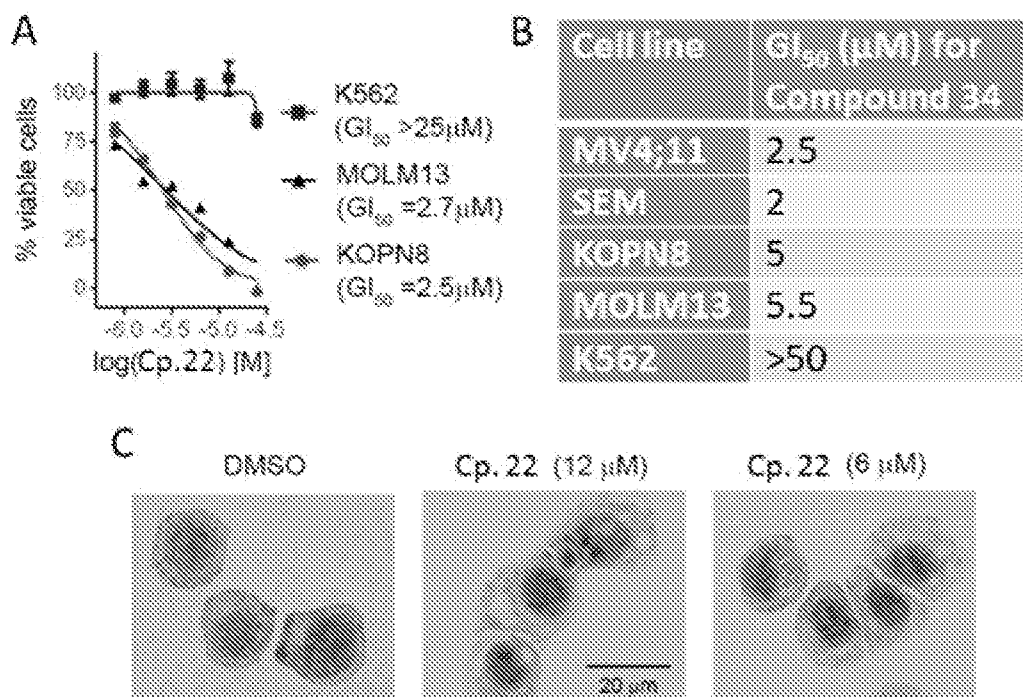 A
100
75
50
25
0
% viable cells
-6.0 -5.5 -5.0 -4.5
log(Cp. 22) [M]
K562
(GI50 >25µM)
MOLM13
(GI50 =2.7µM)
KOPN8
(GI50 =2.5µM)
B
Cell line GI50 (µM) for
Compound 34
MV4;11 2.5
SEM 2
KOPN8 5
MOLM13 5.5
K562 >50
C
DMSO Cp. 22 (12 µM) Cp. 22 (6 µM)
20 µm